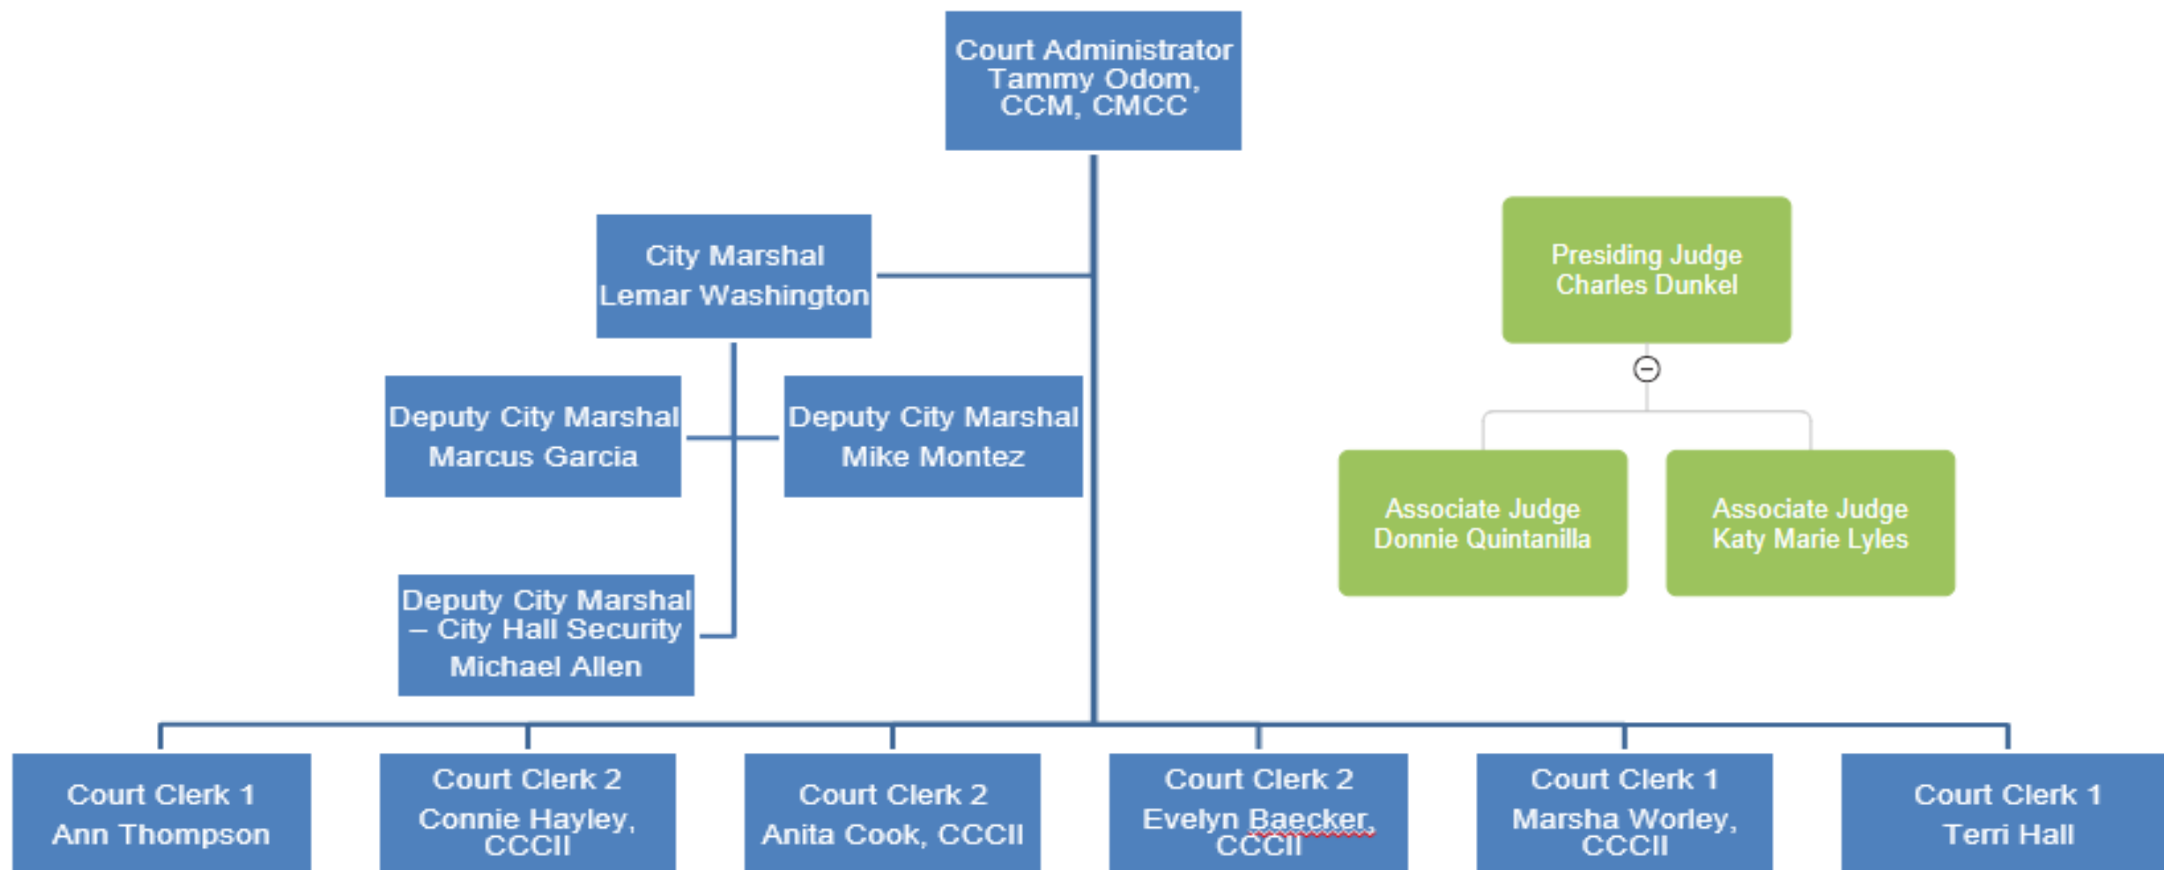 Court Administrator
Tammy Odom,
CCM, CMCC
City Marshal
Lemar Washington
Presiding Judge
Charles Dunkel
Deputy City Marshal
Marcus Garcia
Deputy City Marshal
Mike Montez
Associate Judge
Donnie Quintanilla
Associate Judge
Katy Marie Lyles
Deputy City Marshal
– City Hall Security
Michael Allen
Court Clerk 1
Ann Thompson
Court Clerk 2
Connie Hayley,
CCCII
Court Clerk 2
Anita Cook, CCCII
Court Clerk 2
Evelyn Baecker,
CCCII
Court Clerk 1
Marsha Worley,
CCCII
Court Clerk 1
Terri Hall